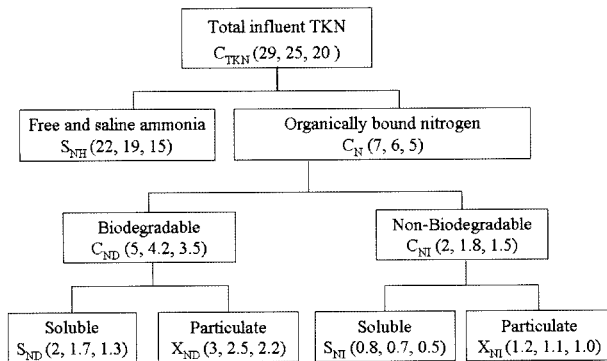 Total influent TKN
C_TKN (29, 25, 20 )
Free and saline ammonia
S_NH (22, 19, 15)
Organically bound nitrogen
C_N (7, 6, 5)
Biodegradable
C_ND (5, 4.2, 3.5)
Non-Biodegradable
C_NI (2, 1.8, 1.5)
Soluble
S_ND (2, 1.7, 1.3)
Particulate
X_ND (3, 2.5, 2.2)
Soluble
S_NI (0.8, 0.7, 0.5)
Particulate
X_NI (1.2, 1.1, 1.0)